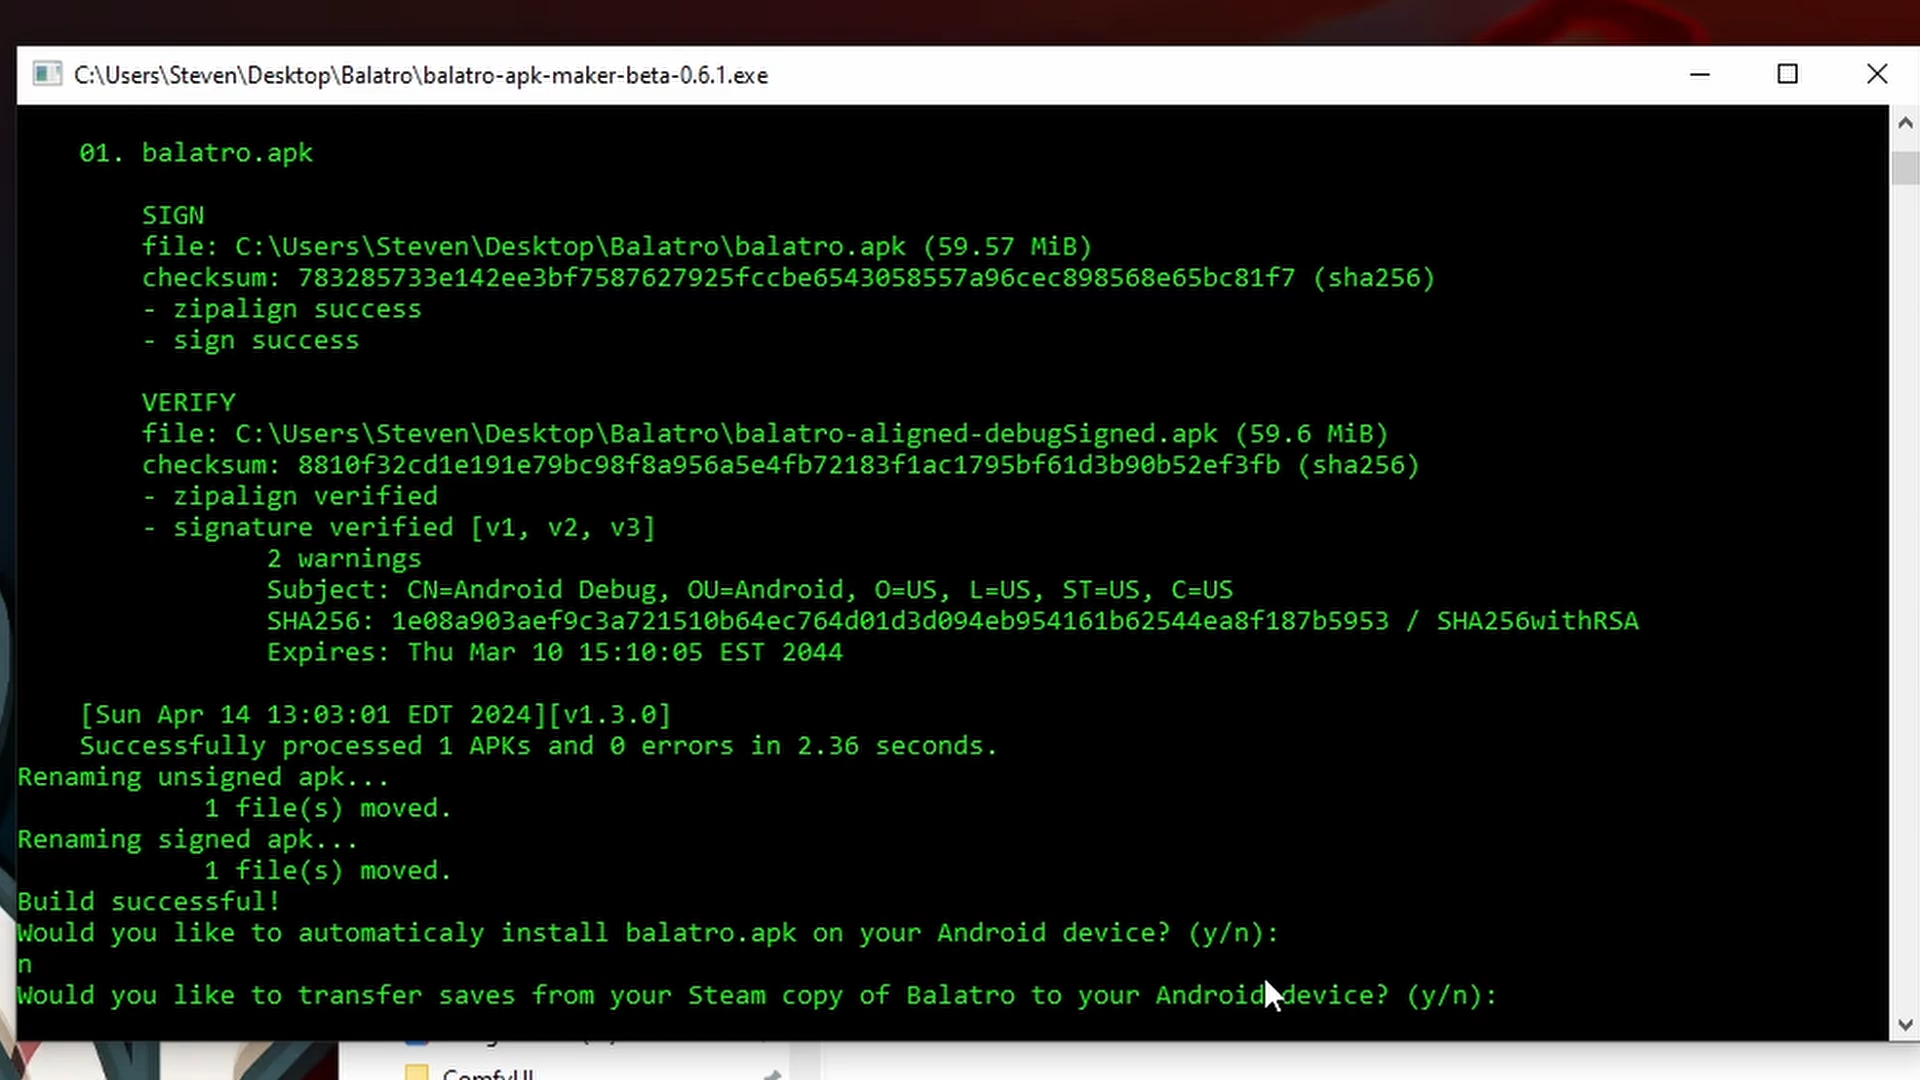 C:\Users\Steven\Desktop\Balatro\balatro-apk-maker-beta-0.6.1.exe
01. balatro.apk
SIGN
file: C:\Users\Steven\Desktop\Balatro\balatro.apk (59.57 MiB)
checksum: 783285733e142ee3bf7587627925fccbe6543058557a96cec898568e65bc81f7 (sha256)
- zipalign success
- sign success
VERIFY
file: C:\Users\Steven\Desktop\Balatro\balatro-aligned-debugSigned.apk (59.6 MiB)
checksum: 8810f32cd1e191e79bc98f8a956a5e4fb72183f1ac1795bf61d3b90b52ef3fb (sha256)
- zipalign verified
- signature verified [v1, v2, v3]
2 warnings
Subject: CN=Android Debug, OU=Android, O=US, L=US, ST=US, C=US
SHA256: 1e08a903aef9c3a721510b64ec764d01d3d094eb954161b62544ea8f187b5953 / SHA256withRSA
Expires: Thu Mar 10 15:10:05 EST 2044
[Sun Apr 14 13:03:01 EDT 2024][v1.3.0]
Successfully processed 1 APKs and 0 errors in 2.36 seconds.
Renaming unsigned apk...
1 file(s) moved.
Renaming signed apk...
1 file(s) moved.
Build successful!
Would you like to automaticaly install balatro.apk on your Android device? (y/n):
n
Would you like to transfer saves from your Steam copy of Balatro to your Android device? (y/n):
ComfyUI